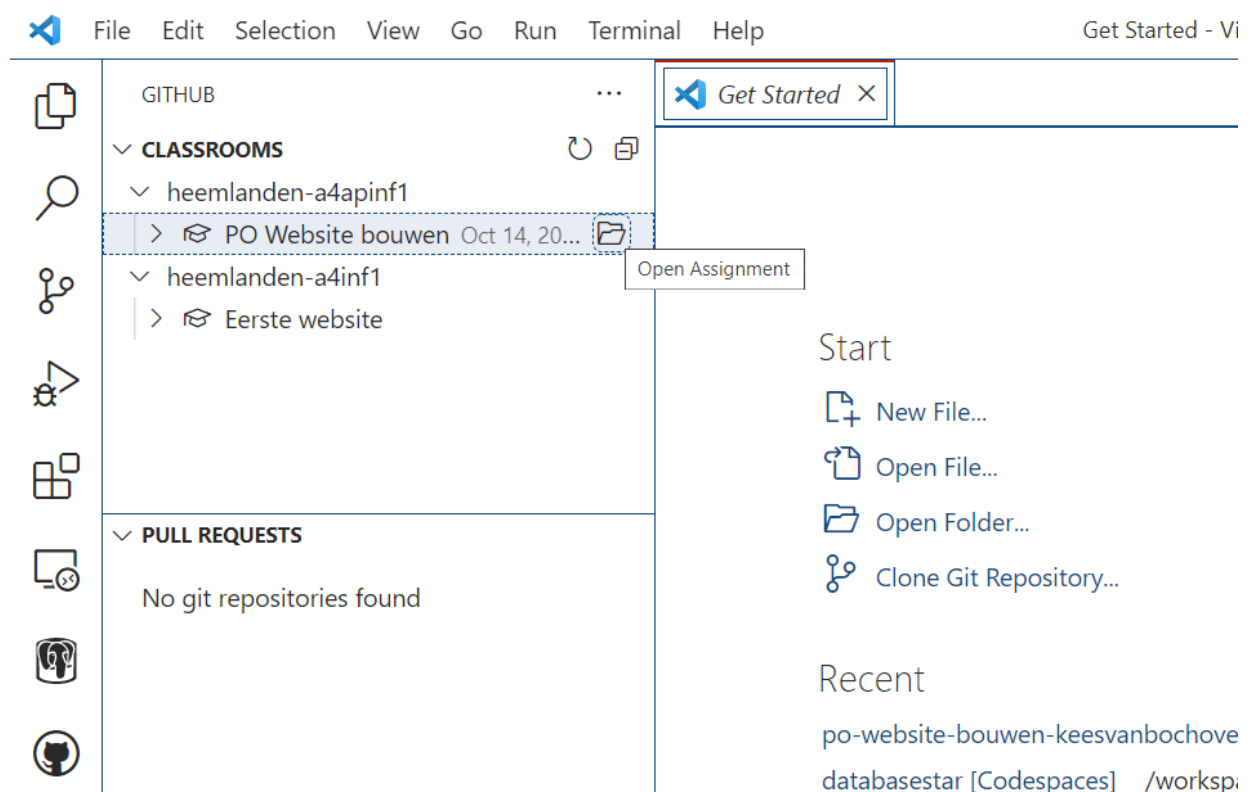 File Edit Selection View Go Run Terminal Help Get Started -
GITHUB ...
Get Started
CLASSROOMS
heemlanden-a4apinf1
PO Website bouwen Oct 14, 20...
Open Assignment
heemlanden-a4inf1
Eerste website
PULL REQUESTS
No git repositories found
Start
New File...
Open File...
Open Folder...
Clone Git Repository...
Recent
po-website-bouwen-keesvanbochove
databasestar [Codespaces] /workspa